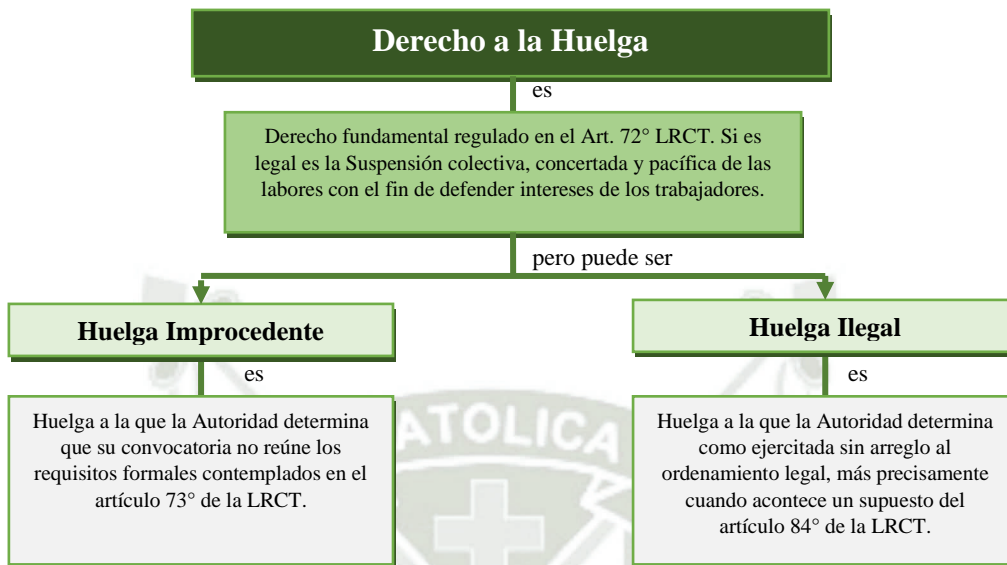 Derecho a la Huelga
es
Derecho fundamental regulado en el Art. 72° LRCT. Si es
legal es la Suspensión colectiva, concertada y pacífica de las
labores con el fin de defender intereses de los trabajadores.
pero puede ser
Huelga Improcedente
es
Huelga a la que la Autoridad determina
que su convocatoria no reúne los
requisitos formales contemplados en el
artículo 73° de la LRCT.
Huelga Ilegal
es
Huelga a la que la Autoridad determina
como ejercitada sin arreglo al
ordenamiento legal, más precisamente
cuando acontece un supuesto del
artículo 84° de la LRCT.
ATOLICA